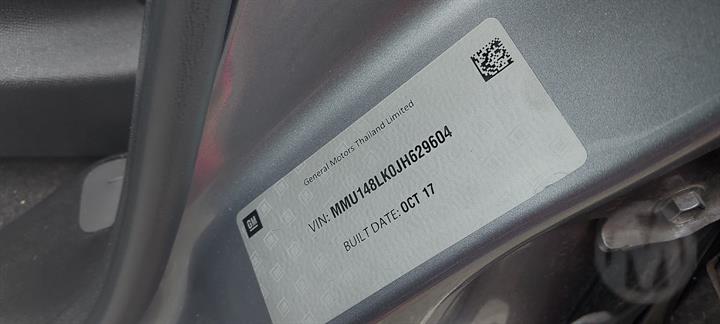 General Motors Thailand Limited
VIN: MMU148LK0JH629604
BUILT DATE: OCT 17
GM
M